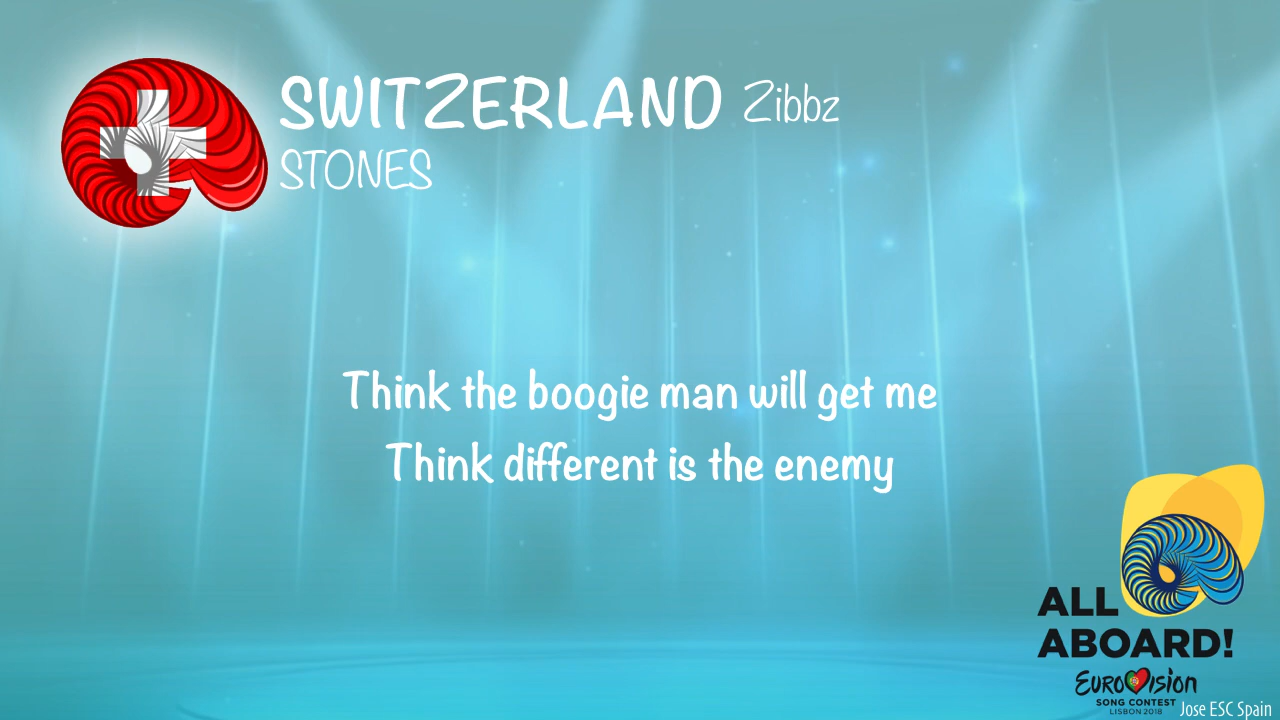 SWITZERLAND Zibbz
STONES
Think the boogie man will get me
Think different is the enemy
ALL
ABOARD!
EUROVISION
SONG CONTEST
LISBON 2018
Jose ESC Spain